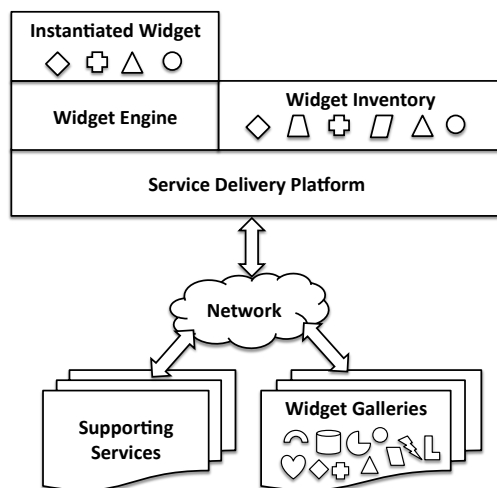 Instantiated Widget
Widget Engine
Widget Inventory
Service Delivery Platform
Network
Supporting
Services
Widget Galleries